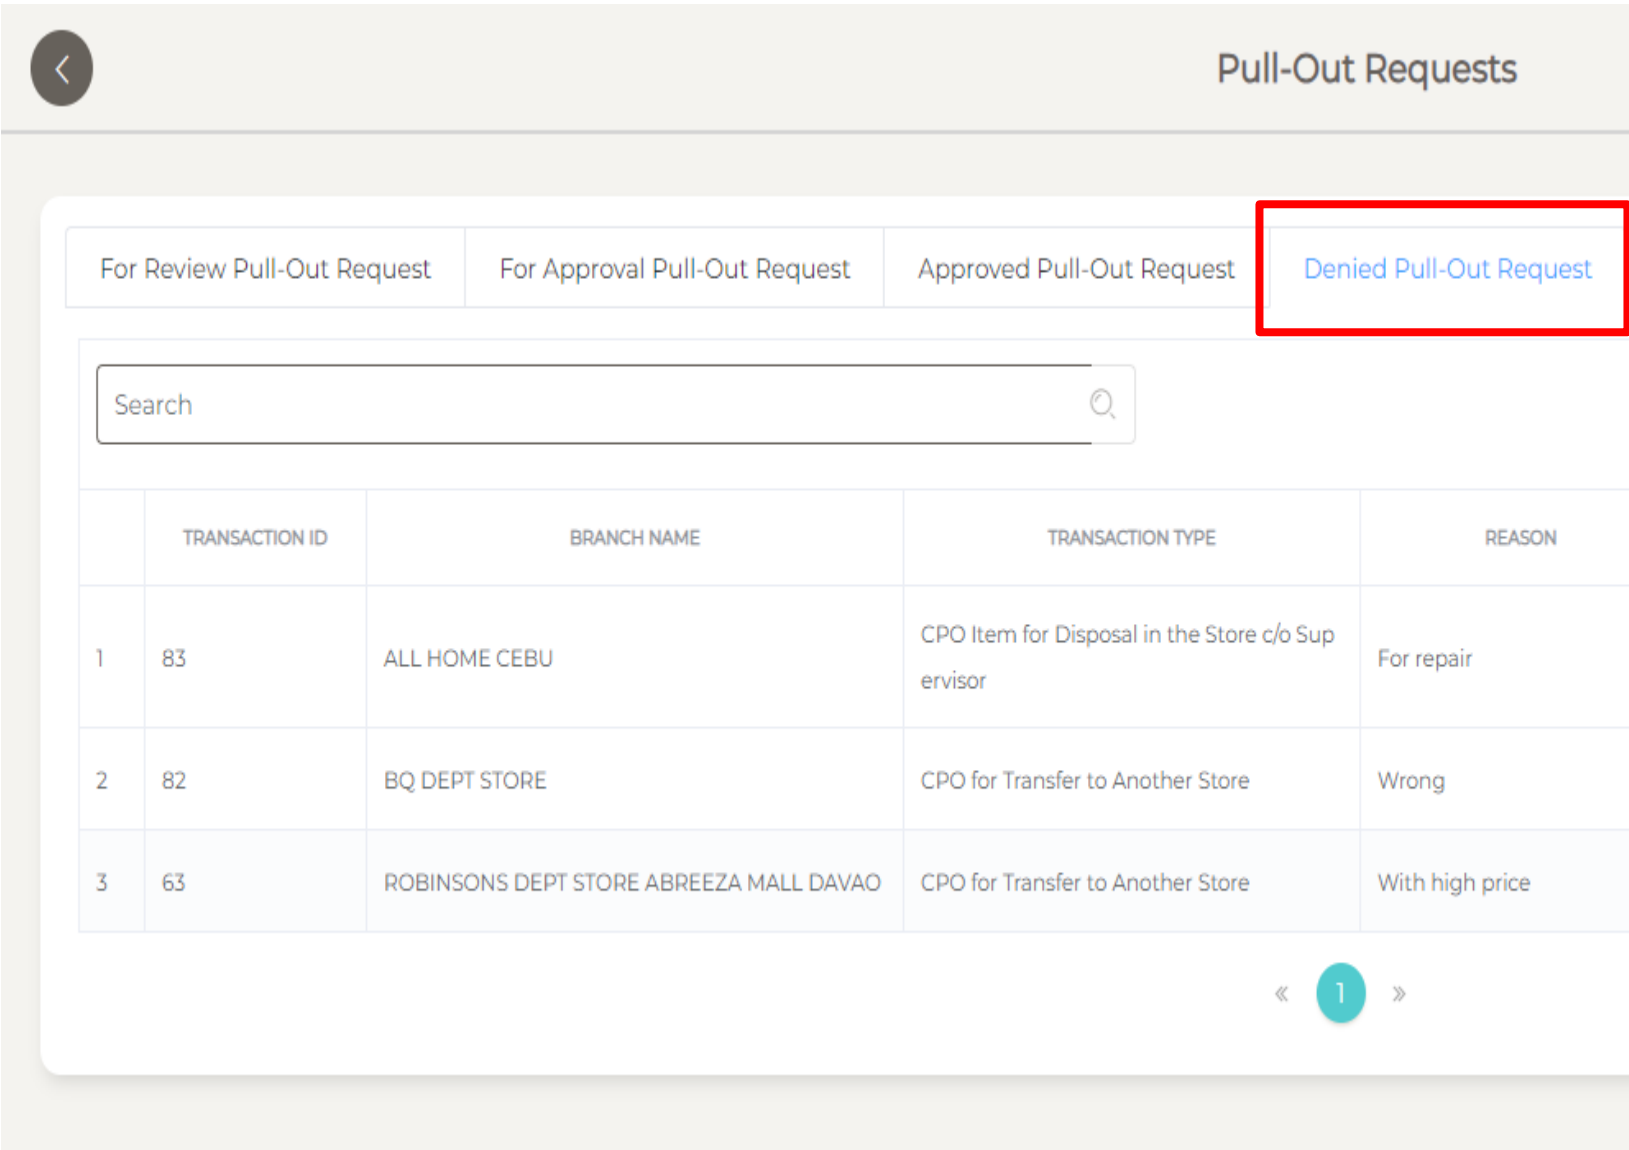 Pull-Out Requests
For Review Pull-Out Request For Approval Pull-Out Request Approved Pull-Out Request Denied Pull-Out Request
Search
TRANSACTION ID BRANCH NAME TRANSACTION TYPE REASON
1 83 ALL HOME CEBU CPO Item for Disposal in the Store c/o Sup
ervisor For repair
2 82 BQ DEPT STORE CPO for Transfer to Another Store Wrong
3 63 ROBINSONS DEPT STORE ABREEZA MALL DAVAO CPO for Transfer to Another Store With high price
« 1 »